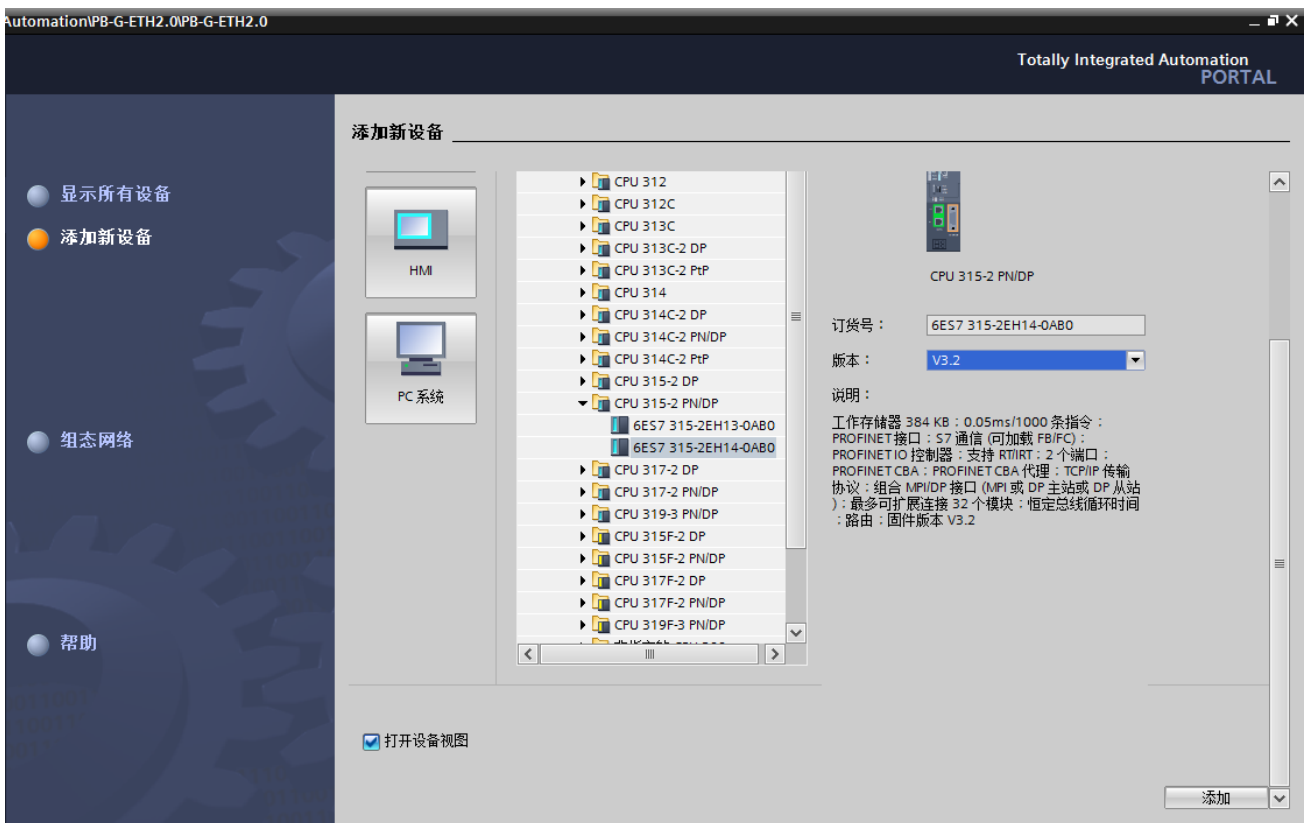 Automation\PB-G-ETH2.0\PB-G-ETH2.0
Totally Integrated Automation
PORTAL
显示所有设备
添加新设备
组态网络
帮助
添加新设备
HMI
PC 系统
CPU 312
CPU 312C
CPU 313C
CPU 313C-2 DP
CPU 313C-2 PtP
CPU 314
CPU 314C-2 DP
CPU 314C-2 PN/DP
CPU 314C-2 PtP
CPU 315-2 DP
CPU 315-2 PN/DP
6ES7 315-2EH13-0AB0
6ES7 315-2EH14-0AB0
CPU 317-2 DP
CPU 317-2 PN/DP
CPU 319-3 PN/DP
CPU 315F-2 DP
CPU 315F-2 PN/DP
CPU 317F-2 DP
CPU 317F-2 PN/DP
CPU 319F-3 PN/DP
CPU 315-2 PN/DP
订货号：
6ES7 315-2EH14-0AB0
版本：
V3.2
说明：
工作存储器 384 KB；0.05ms/1000 条指令；
PROFINET 接口；S7 通信 (可加载 FB/FC)；
PROFINET IO 控制器；支持 RT/IRT；2 个端口；
PROFINET CBA；PROFINET CBA 代理；TCP/IP 传输
协议；组合 MPI/DP 接口 (MPI 或 DP 主站或 DP 从站
)；最多可扩展连接 32 个模块；恒定总线循环时间
；路由；固件版本 V3.2
打开设备视图
添加